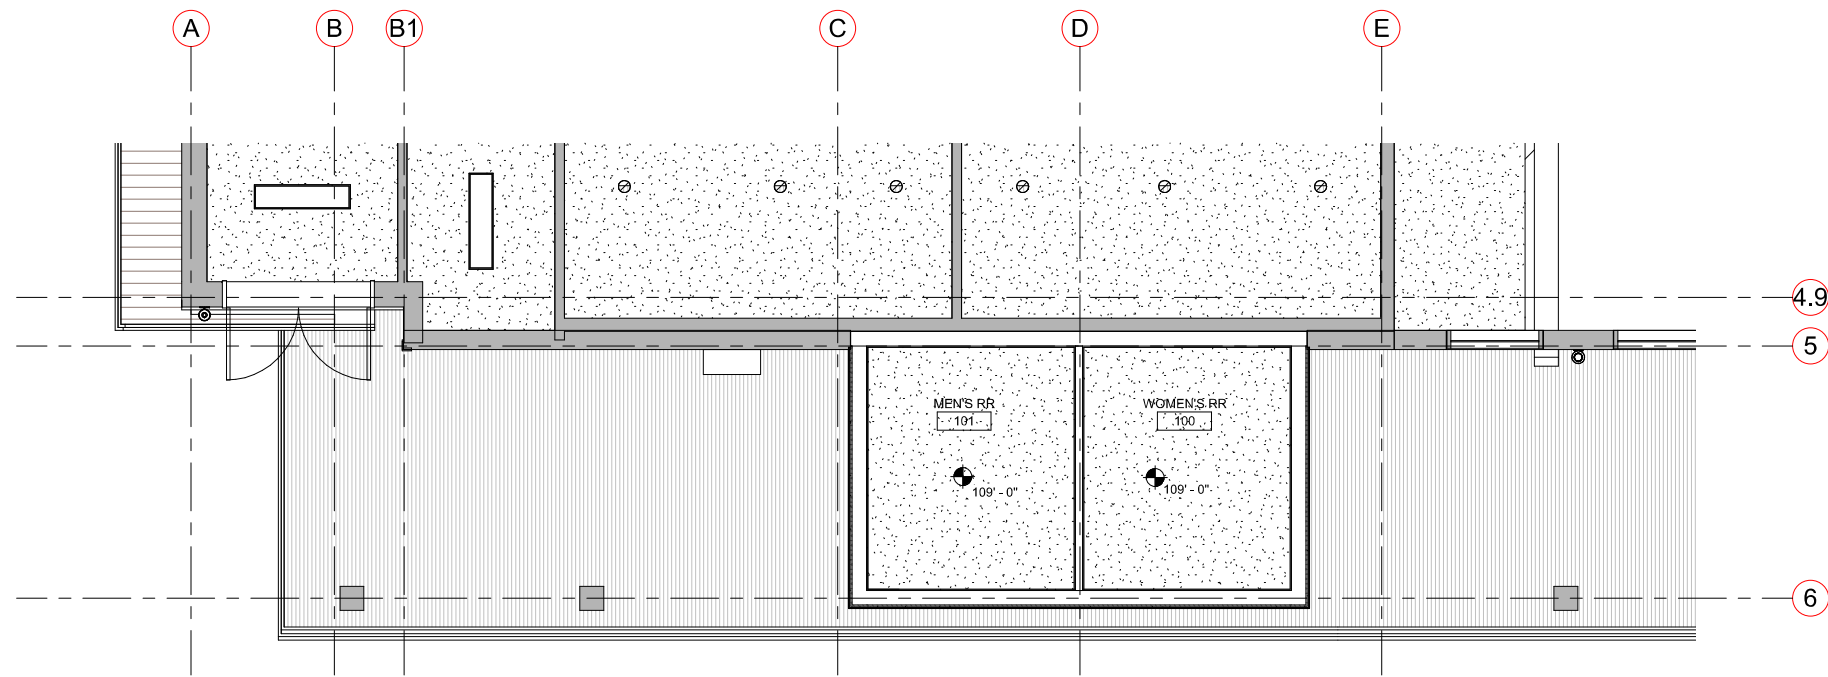 A B B1 C D E
4.9
5
MEN'S RR WOMEN'S RR
101 100
109' - 0" 109' - 0"
6